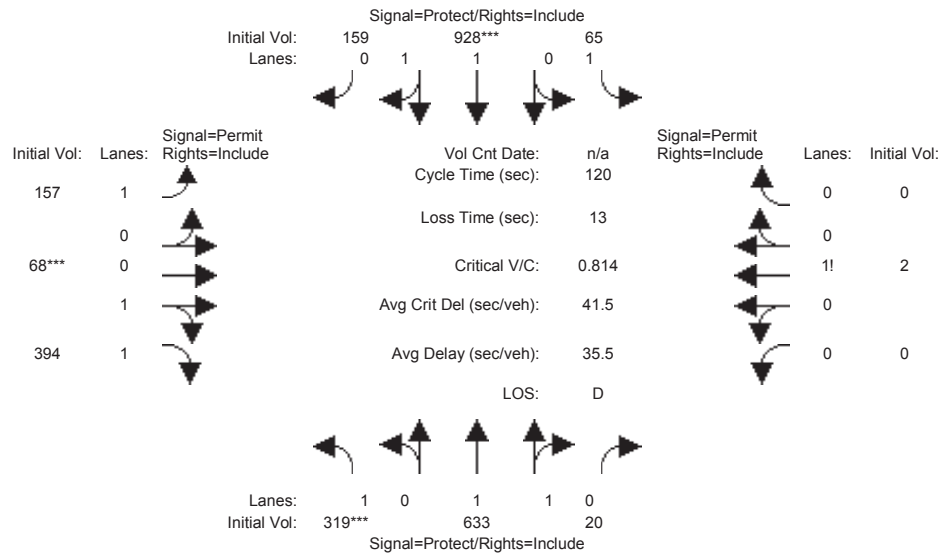 Signal=Protect/Rights=Include
Initial Vol: 159 928*** 65
Lanes: 0 1 1 0 1
Signal=Permit
Initial Vol: Lanes: Rights=Include
Signal=Permit
Rights=Include Lanes: Initial Vol:
Vol Cnt Date: n/a
Cycle Time (sec): 120
157 1
0 0
Loss Time (sec): 13
0
0
68*** 0
Critical V/C: 0.814
1! 2
1
Avg Crit Del (sec/veh): 41.5
0
394 1
Avg Delay (sec/veh): 35.5
0 0
LOS: D
Lanes: 1 0 1 1 0
Initial Vol: 319*** 633 20
Signal=Protect/Rights=Include